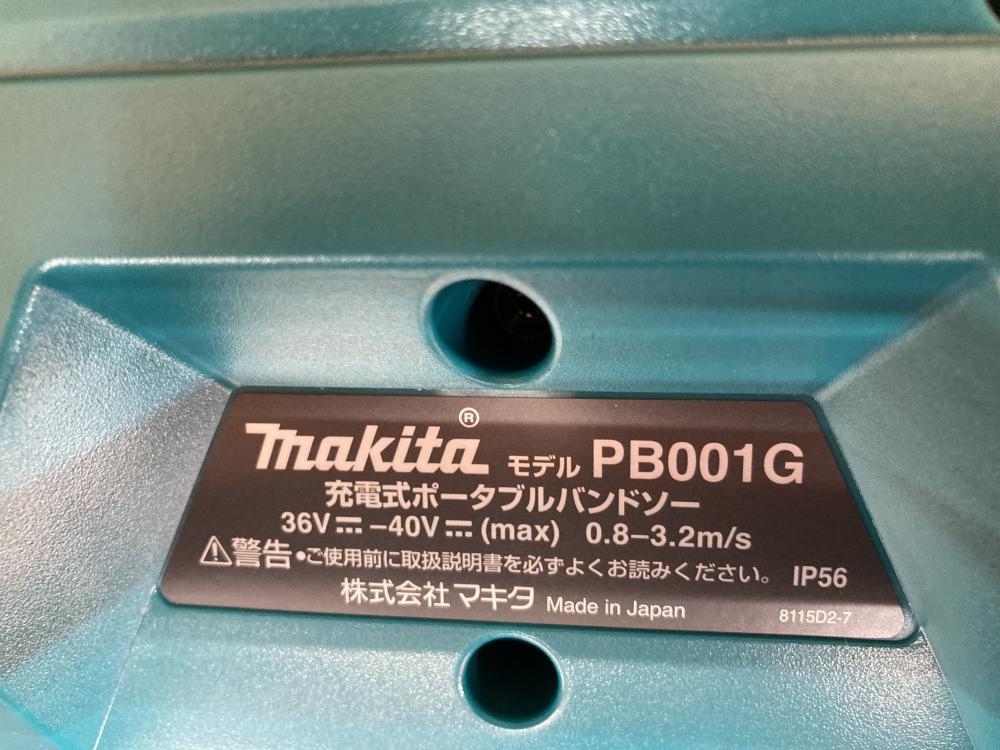 makita® モデル PB001G
充電式ポータブルバンドソー
36V⎓–40V⎓(max) 0.8–3.2m/s
⚠警告•ご使用前に取扱説明書を必ずよくお読みください。 IP56
株式会社マキタ Made in Japan 8115D2-7